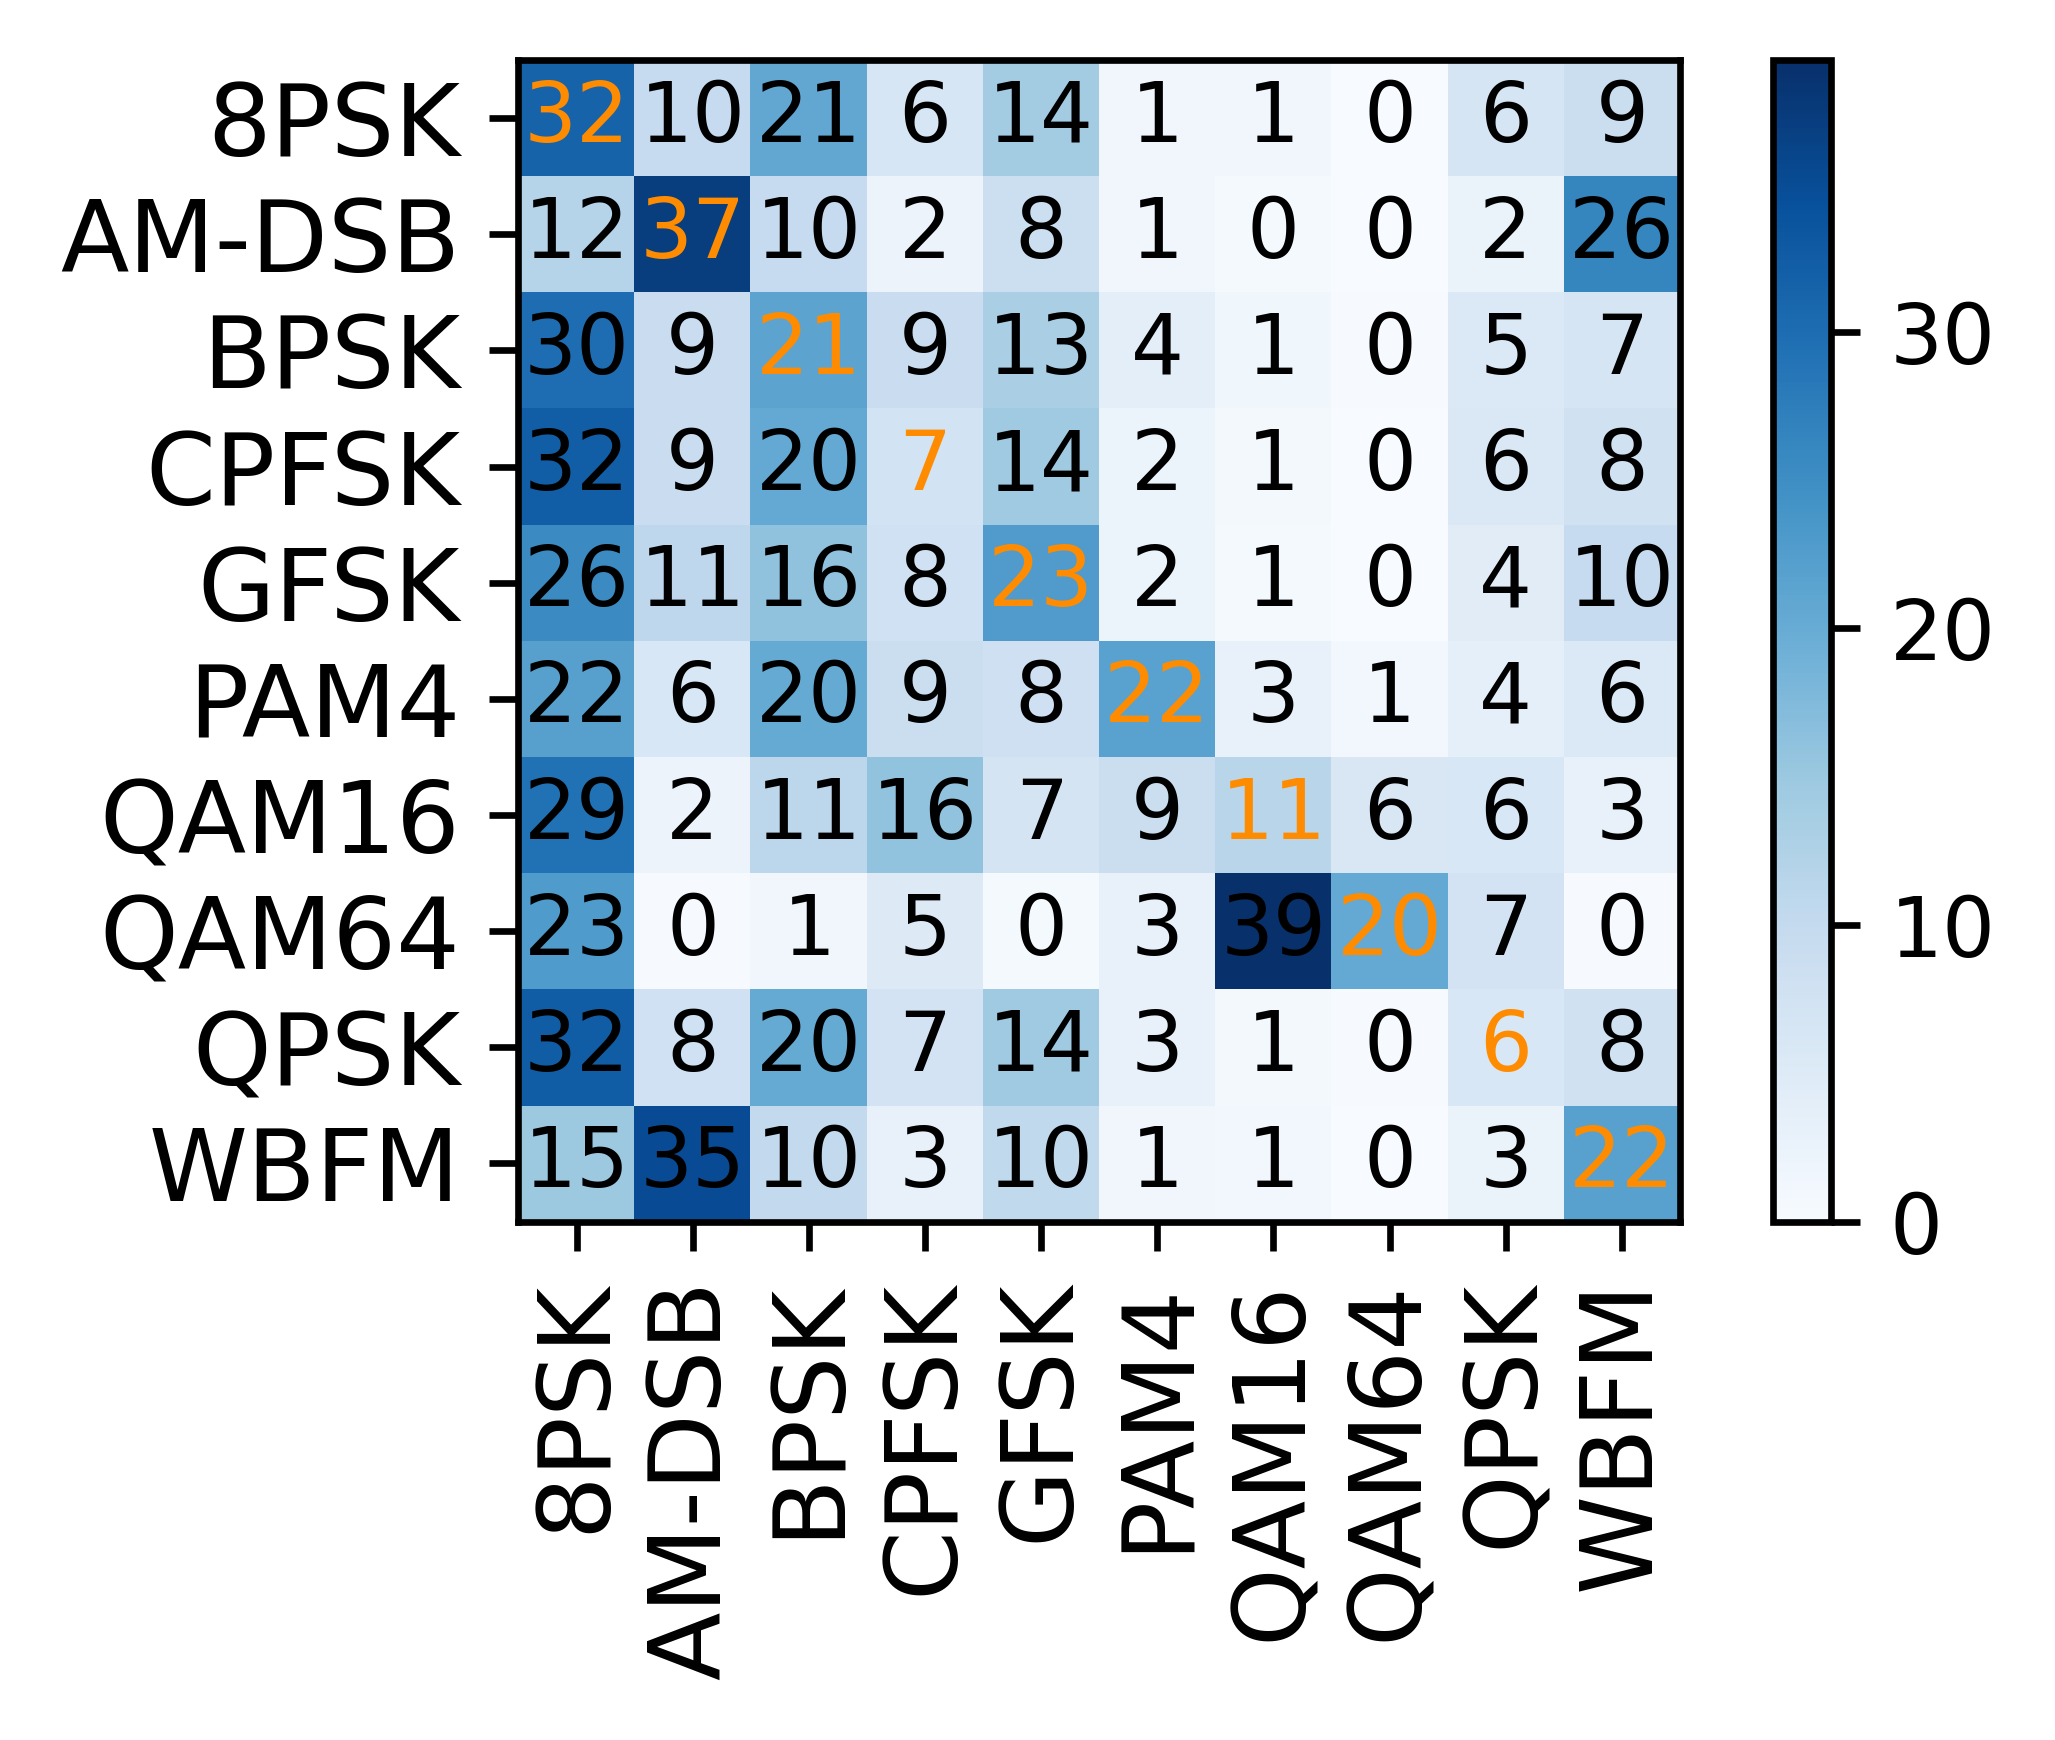 8PSK 32 10 21 6 14 1 1 0 6 9
AM-DSB 12 37 10 2 8 1 0 0 2 26
BPSK 30 9 21 9 13 4 1 0 5 7
CPFSK 32 9 20 7 14 2 1 0 6 8
GFSK 26 11 16 8 23 2 1 0 4 10
PAM4 22 6 20 9 8 22 3 1 4 6
QAM16 29 2 11 16 7 9 11 6 6 3
QAM64 23 0 1 5 0 3 39 20 7 0
QPSK 32 8 20 7 14 3 1 0 6 8
WBFM 15 35 10 3 10 1 1 0 3 22
8PSK
AM-DSB
BPSK
CPFSK
GFSK
PAM4
QAM16
QAM64
QPSK
WBFM
30
20
10
0